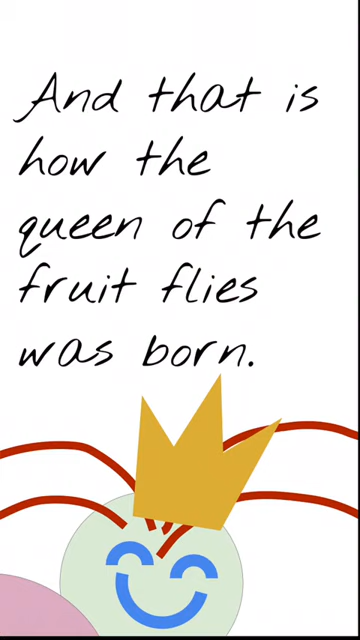 And that is
how the
queen of the
fruit flies
was born.